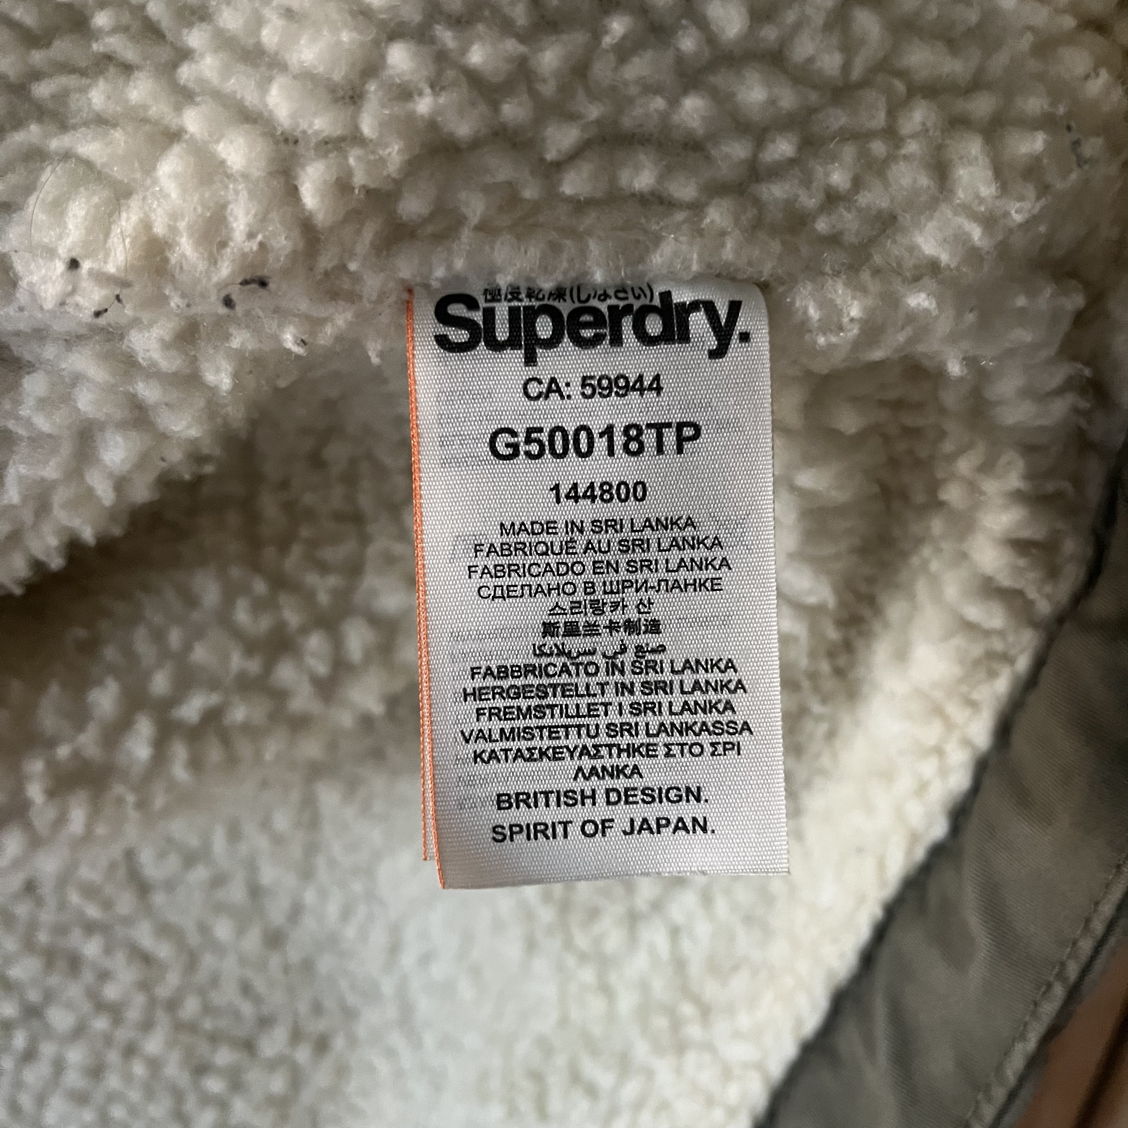 極度乾燥(しなさい)
Superdry.
CA: 59944
G50018TP
144800
MADE IN SRI LANKA
FABRIQUÉ AU SRI LANKA
FABRICADO EN SRI LANKA
СДЕЛАНО В ШРИ-ЛАНКЕ
스리랑카 산
斯里兰卡制造
صنع في سريلانكا
FABBRICATO IN SRI LANKA
HERGESTELLT IN SRI LANKA
FREMSTILLET I SRI LANKA
VALMISTETTU SRI LANKASSA
ΚΑΤΑΣΚΕΥΑΣΤΗΚΕ ΣΤΟ ΣΡΙ
ΛΑΝΚΑ
BRITISH DESIGN.
SPIRIT OF JAPAN.